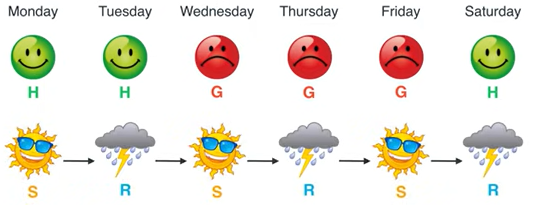 Monday Tuesday Wednesday Thursday Friday Saturday
H H G G G H
S R S R S R